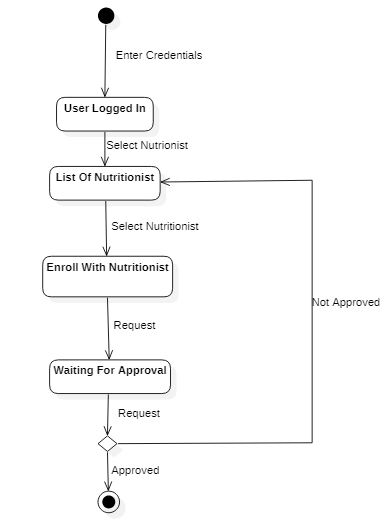 Enter Credentials
User Logged In
Select Nutrionist
List Of Nutritionist
Select Nutritionist
Enroll With Nutritionist
Not Approved
Request
Waiting For Approval
Request
Approved